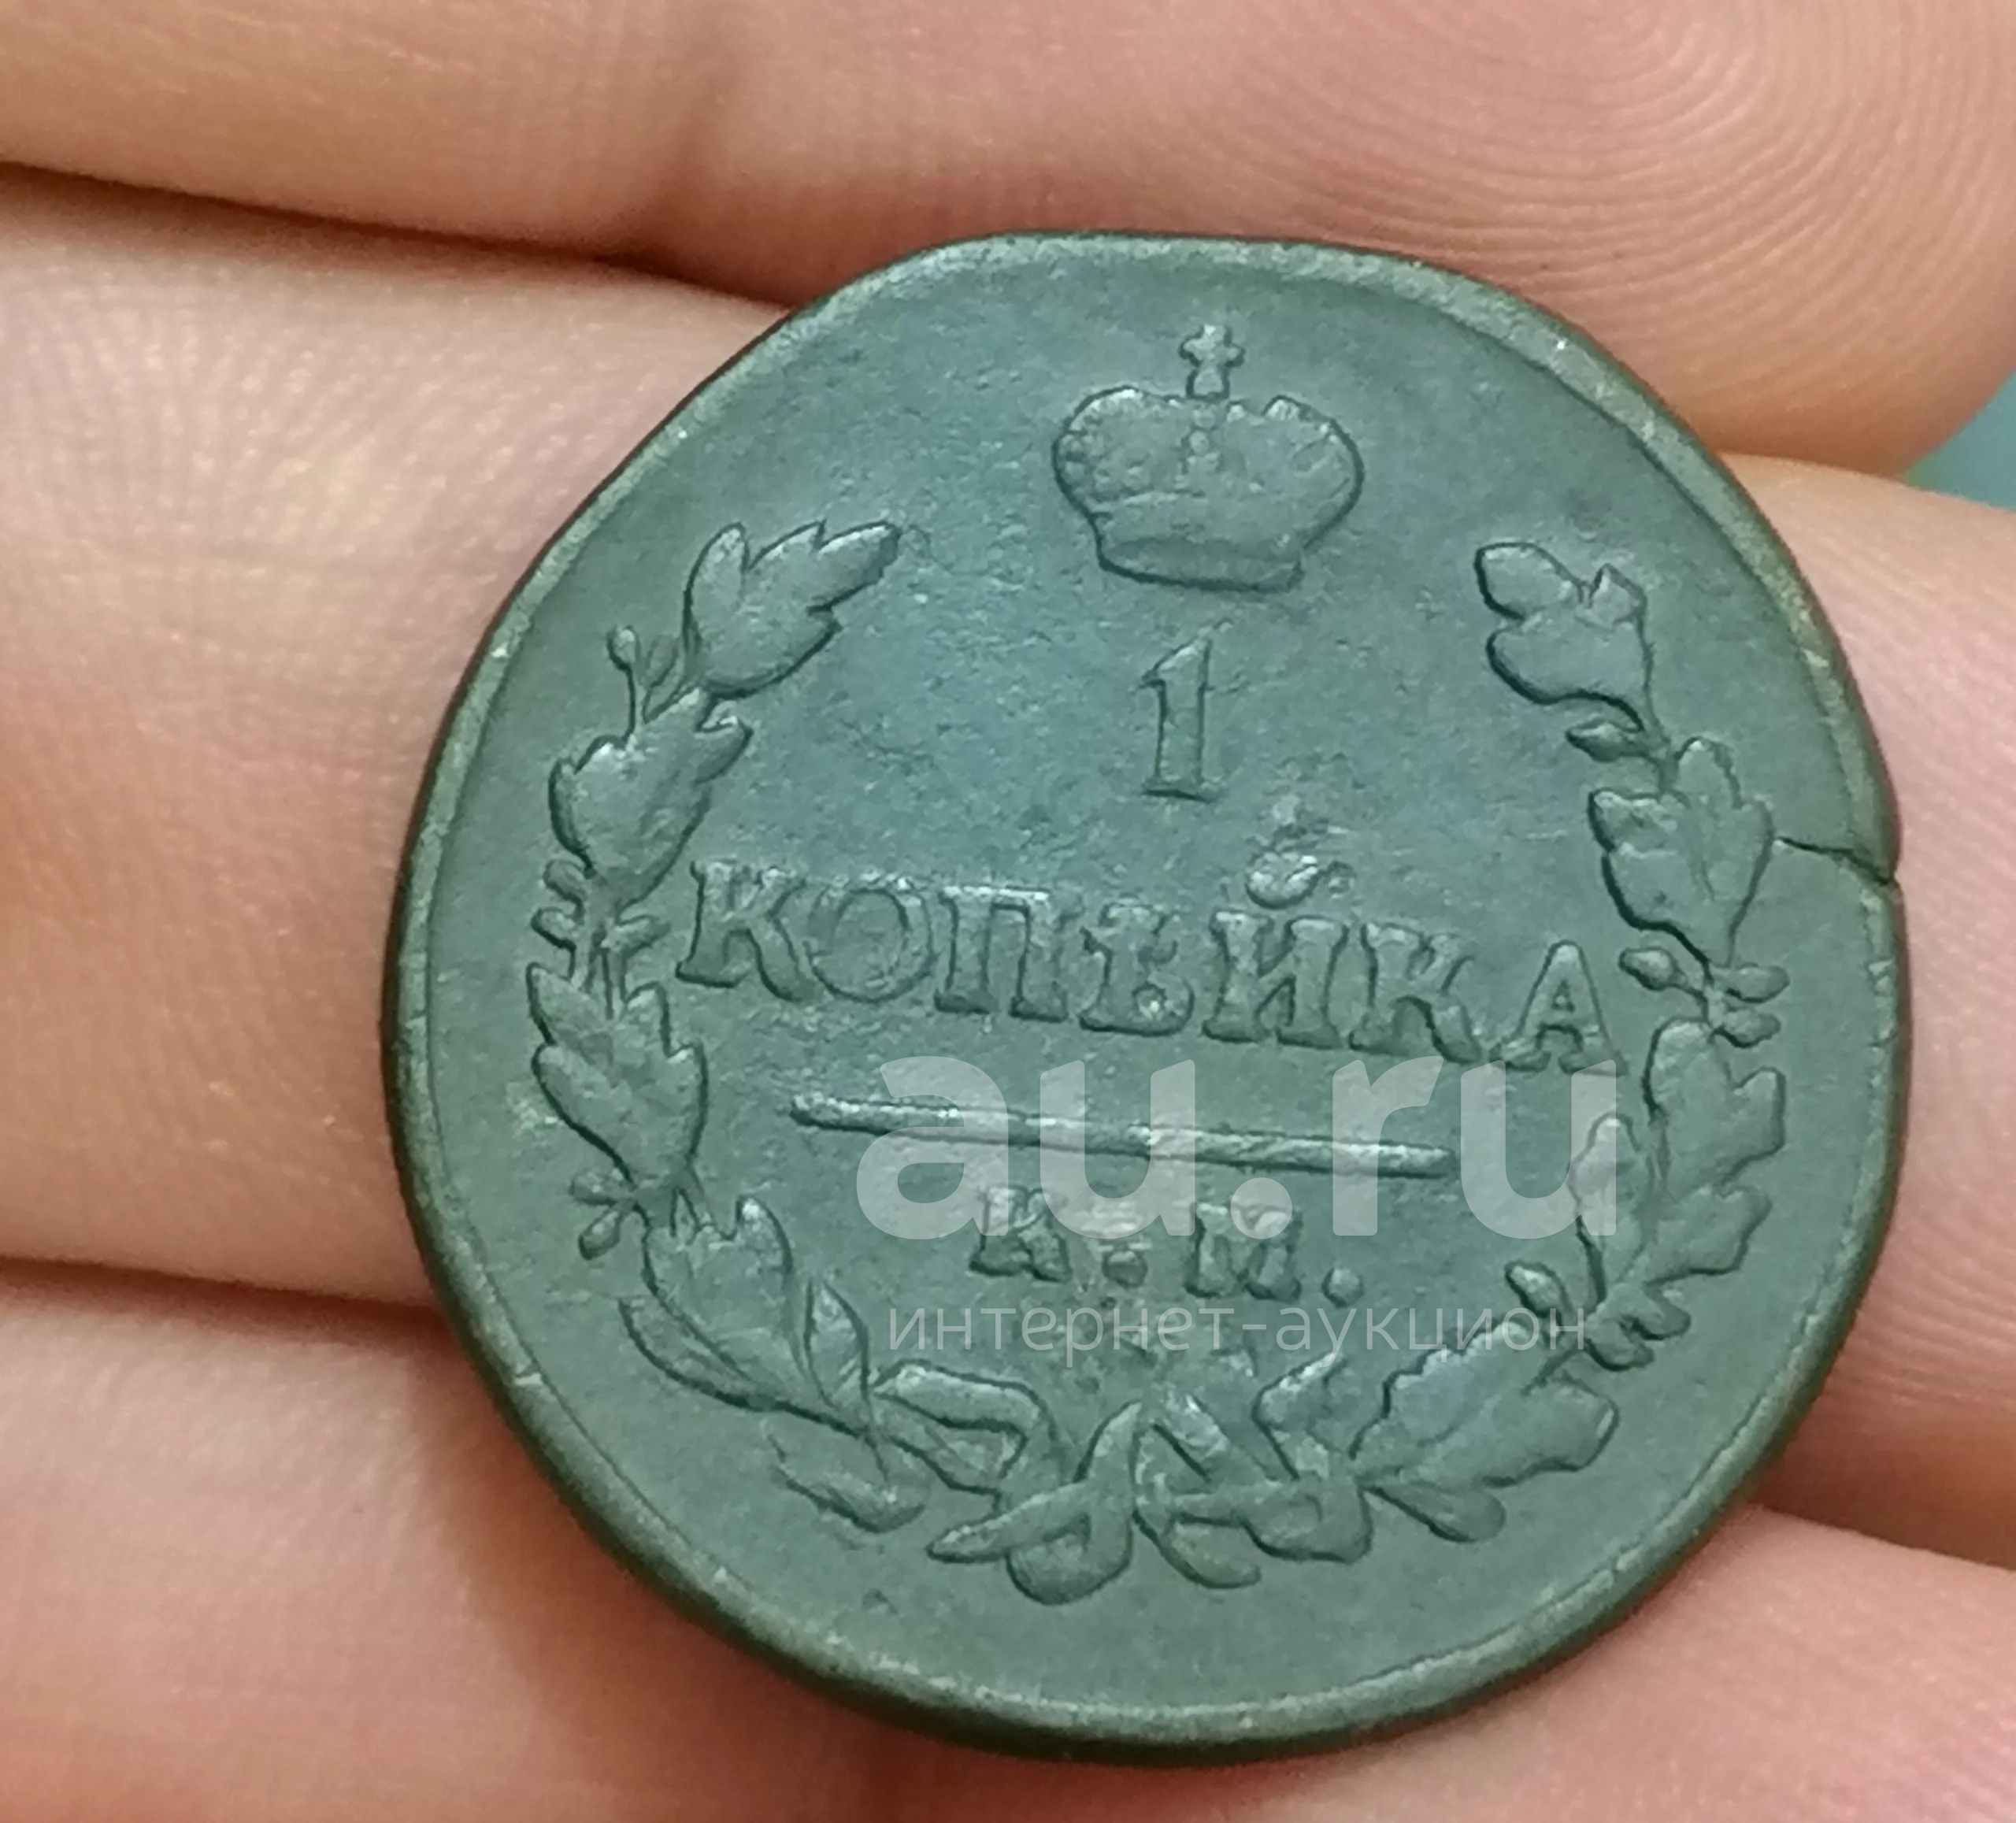 1
КОПѢЙКА
au.ru
К. М.
интернет-аукцион